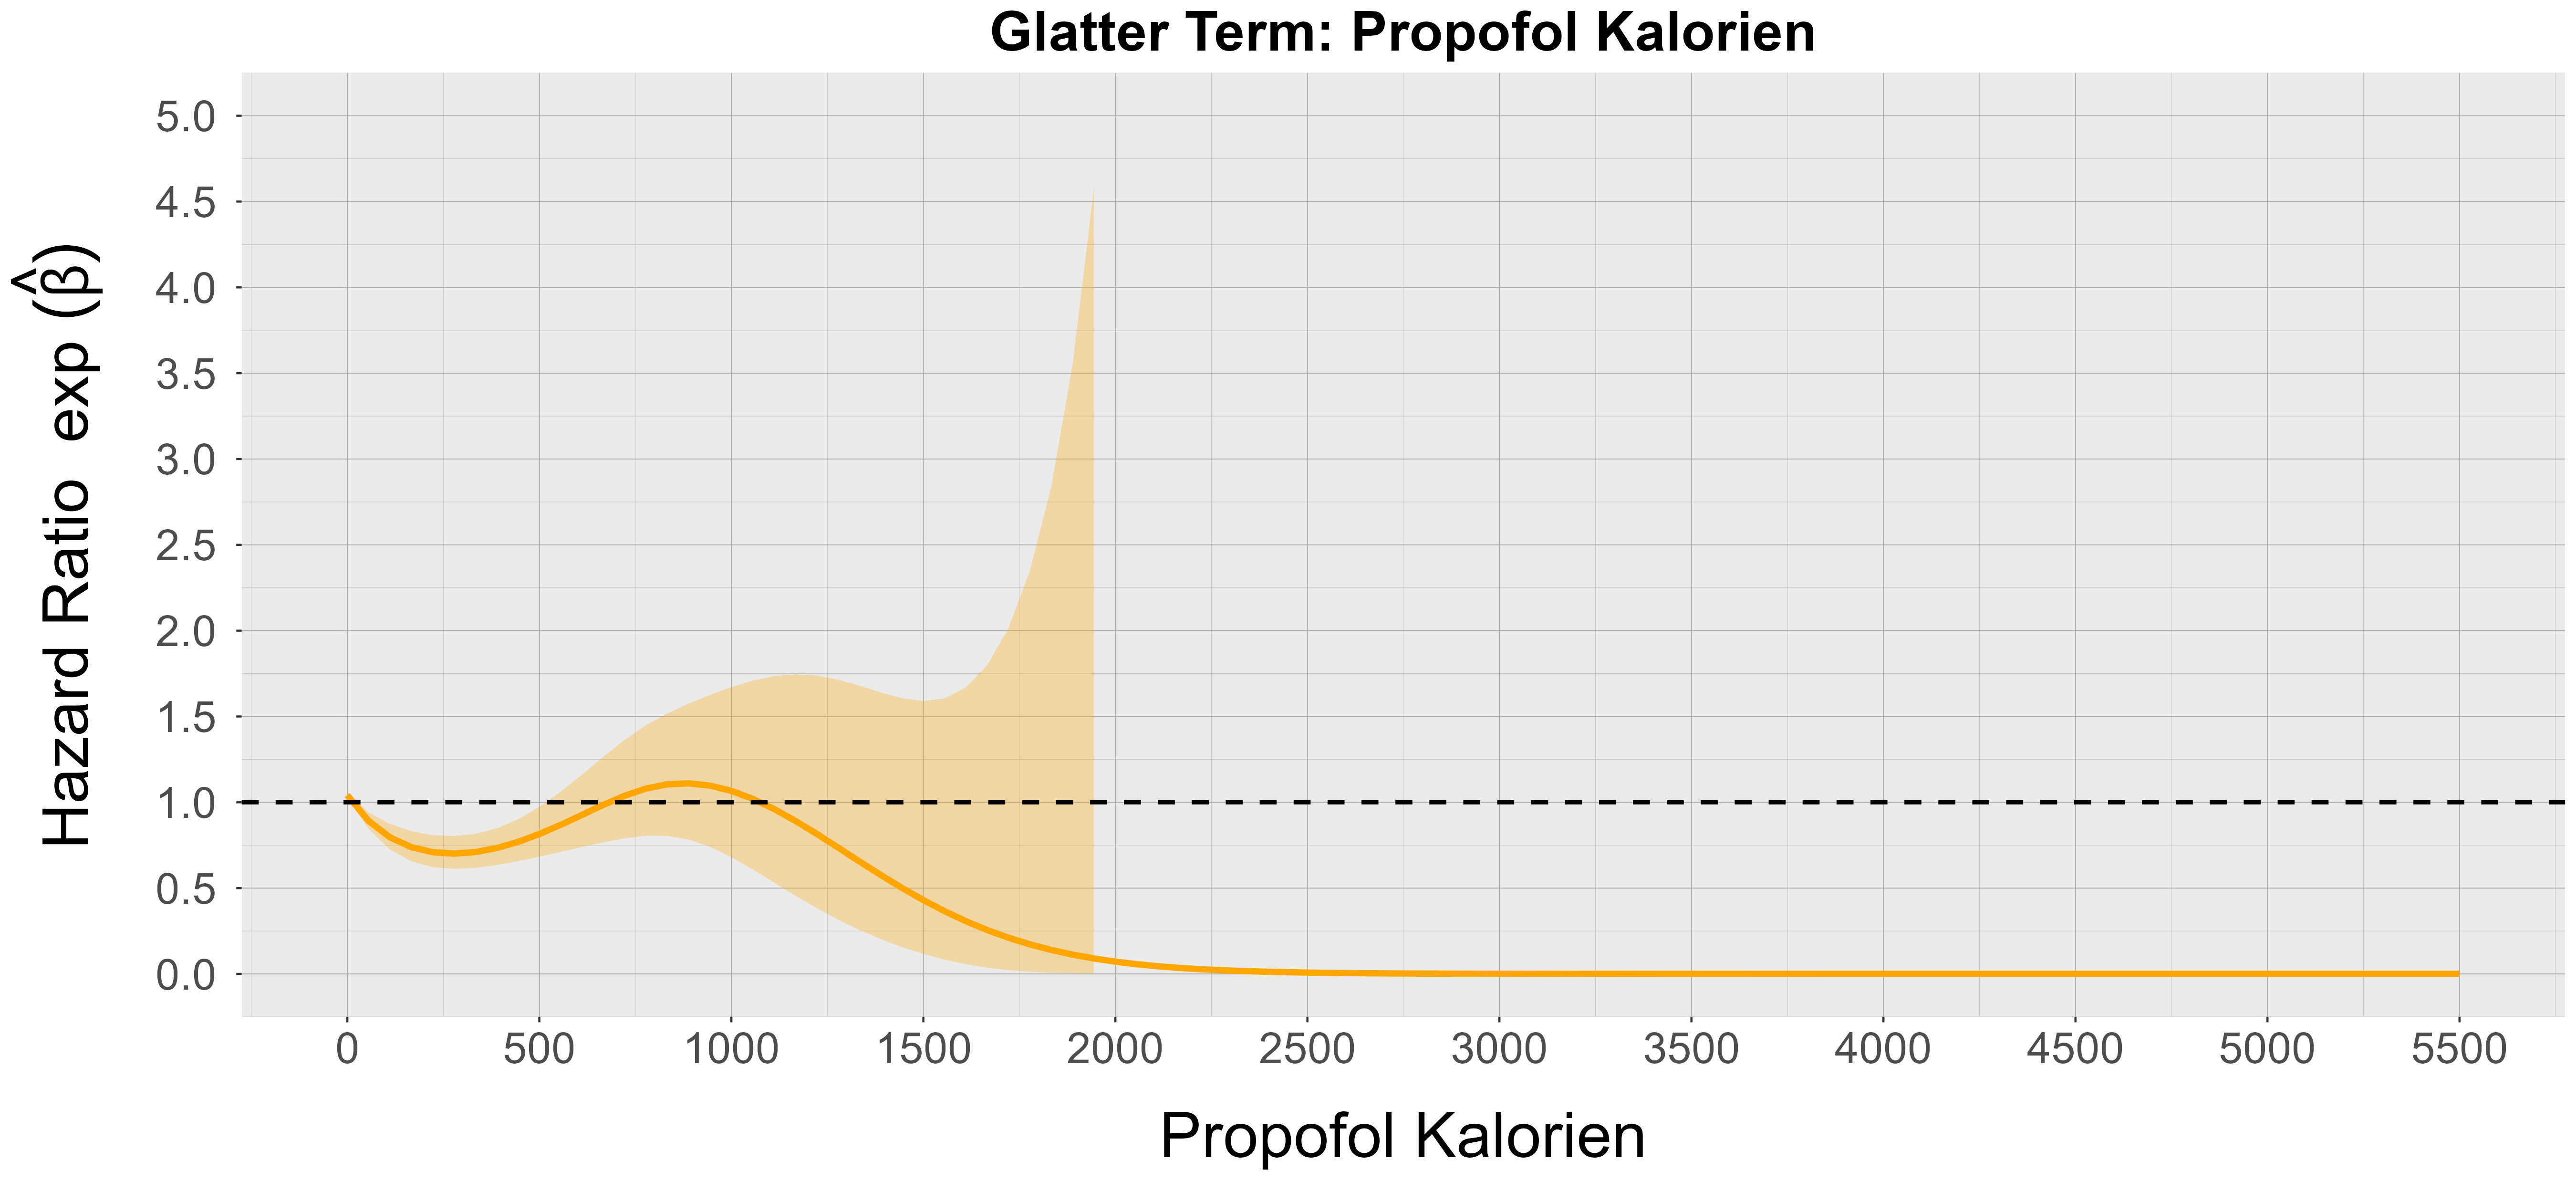 Glatter Term: Propofol Kalorien
Hazard Ratio exp (β̂)
5.0
4.5
4.0
3.5
3.0
2.5
2.0
1.5
1.0
0.5
0.0
0 500 1000 1500 2000 2500 3000 3500 4000 4500 5000 5500
Propofol Kalorien